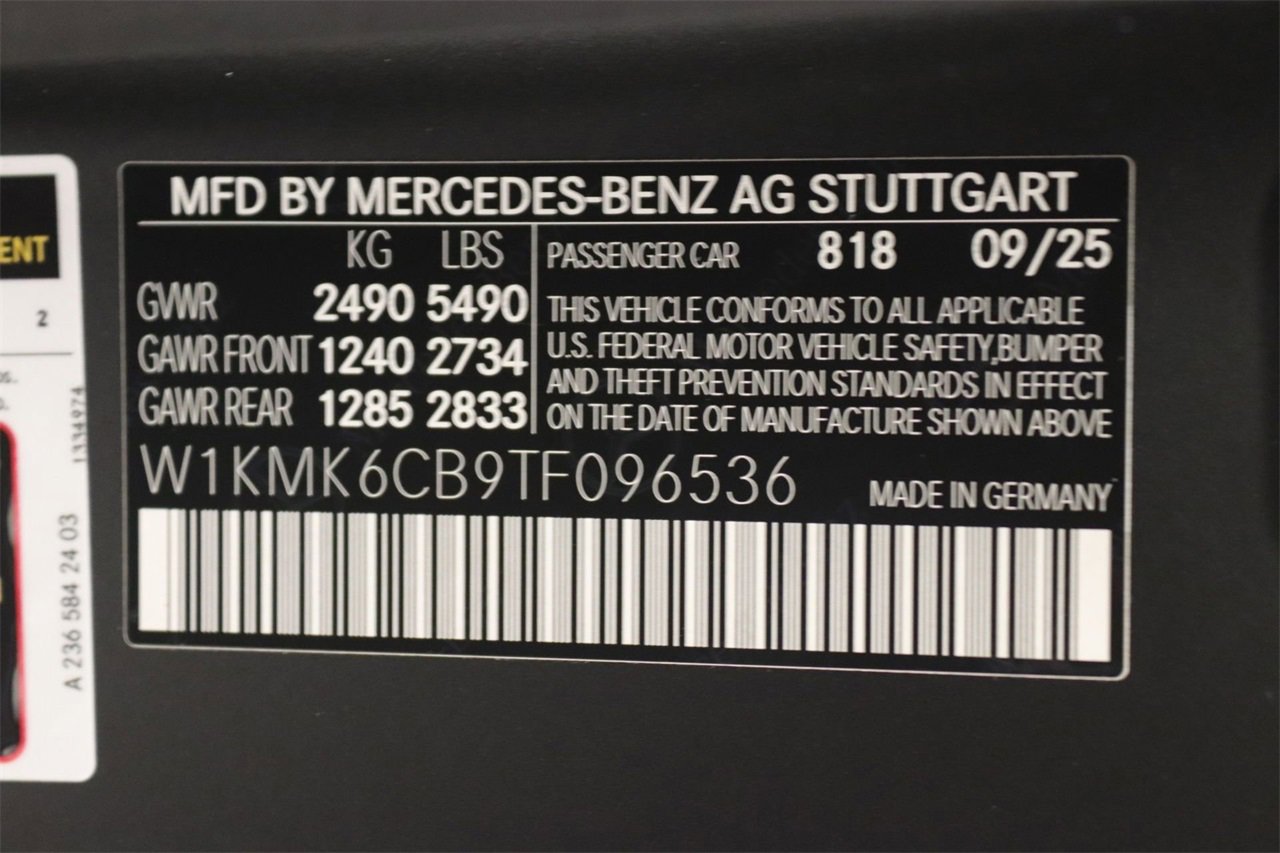 MFD BY MERCEDES-BENZ AG STUTTGART
KG LBS
GVWR 2490 5490
GAWR FRONT 1240 2734
GAWR REAR 1285 2833
PASSENGER CAR 818 09/25
THIS VEHICLE CONFORMS TO ALL APPLICABLE
U.S. FEDERAL MOTOR VEHICLE SAFETY,BUMPER
AND THEFT PREVENTION STANDARDS IN EFFECT
ON THE DATE OF MANUFACTURE SHOWN ABOVE
W1KMK6CB9TF096536
MADE IN GERMANY
2
1334974
A 236 584 24 03